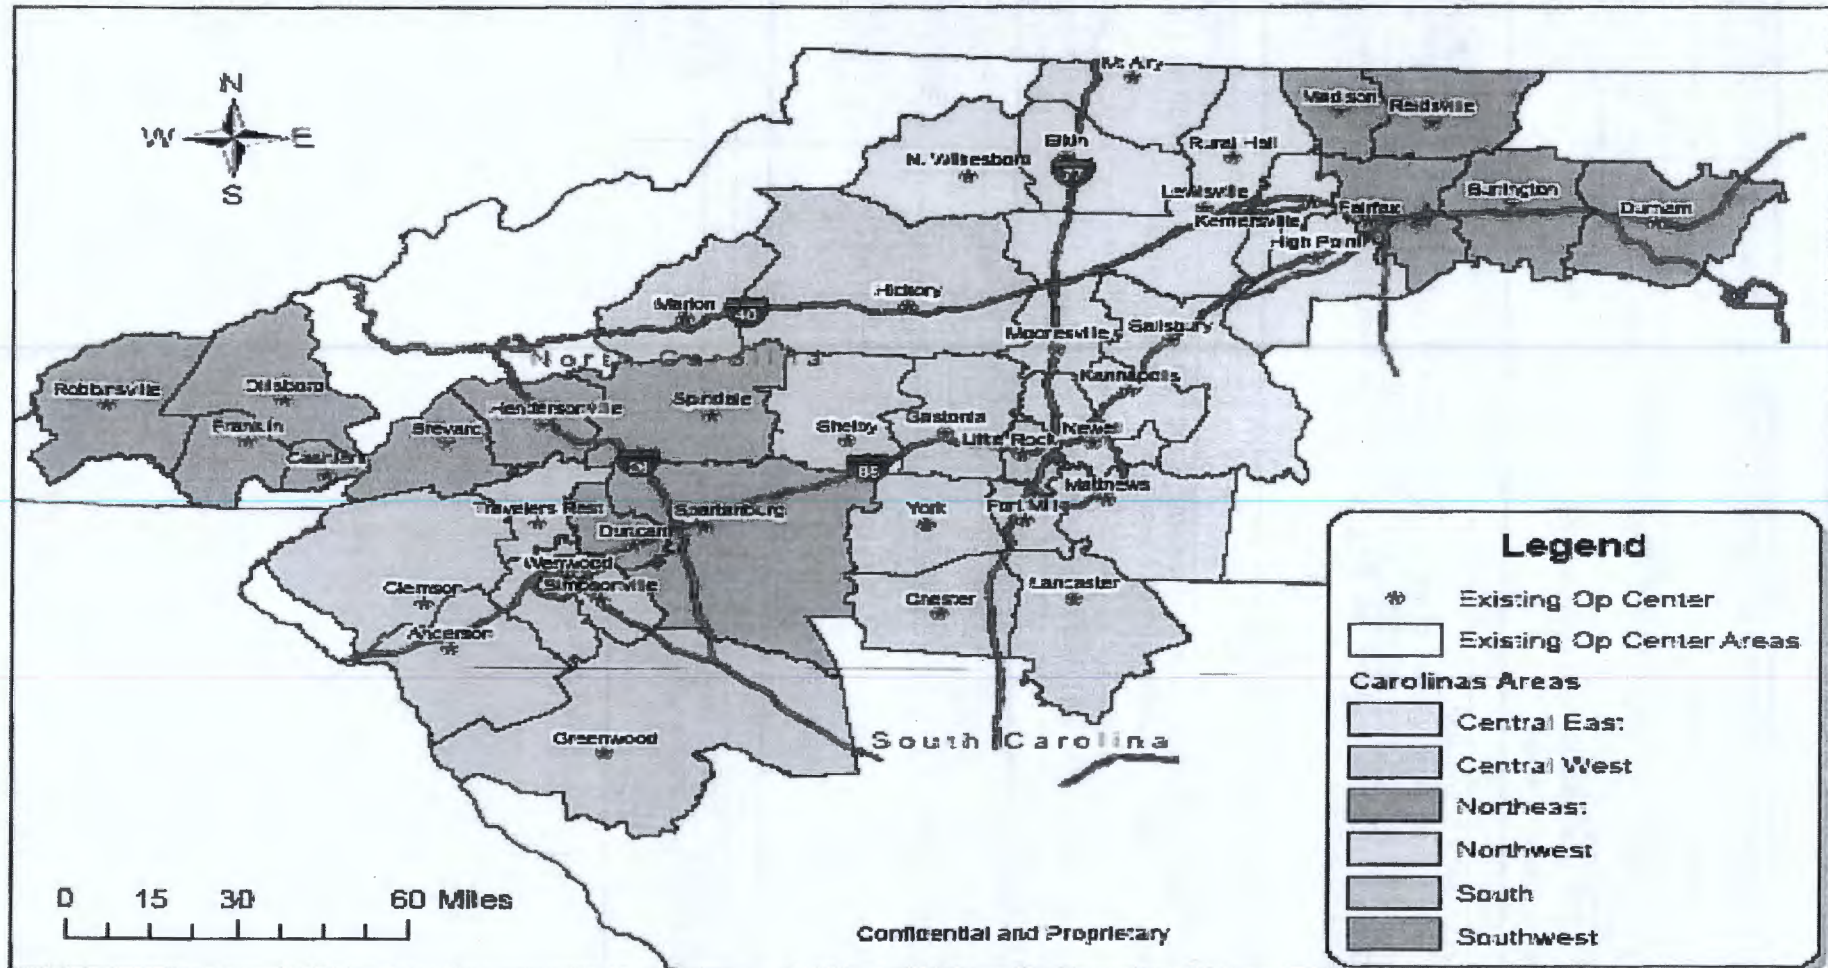 N
W E
S
Mt Airy
Madison
Reidsville
Elkin
Rural Hall
N. Wilkesboro
77
Lewisville
Burlington
Kernersville
Fairfax
Durham
High Point
Hickory
Marion
40
Mooresville
Salisbury
North Carolina
Robbinsville
Dillsboro
Kannapolis
Hendersonville
Spindale
Franklin
Brevard
Shelby
Gastonia
Little Rock
Newell
Cashiers
85
Matthews
Travelers Rest
Spartanburg
York
Fort Mill
Duncan
Wenwood
Clemson
Simpsonville
Chester
Lancaster
Anderson
Greenwood
South Carolina
Legend
Existing Op Center
Existing Op Center Areas
Carolinas Areas
Central East
Central West
Northeast
Northwest
South
Southwest
0 15 30 60 Miles
Confidential and Proprietary